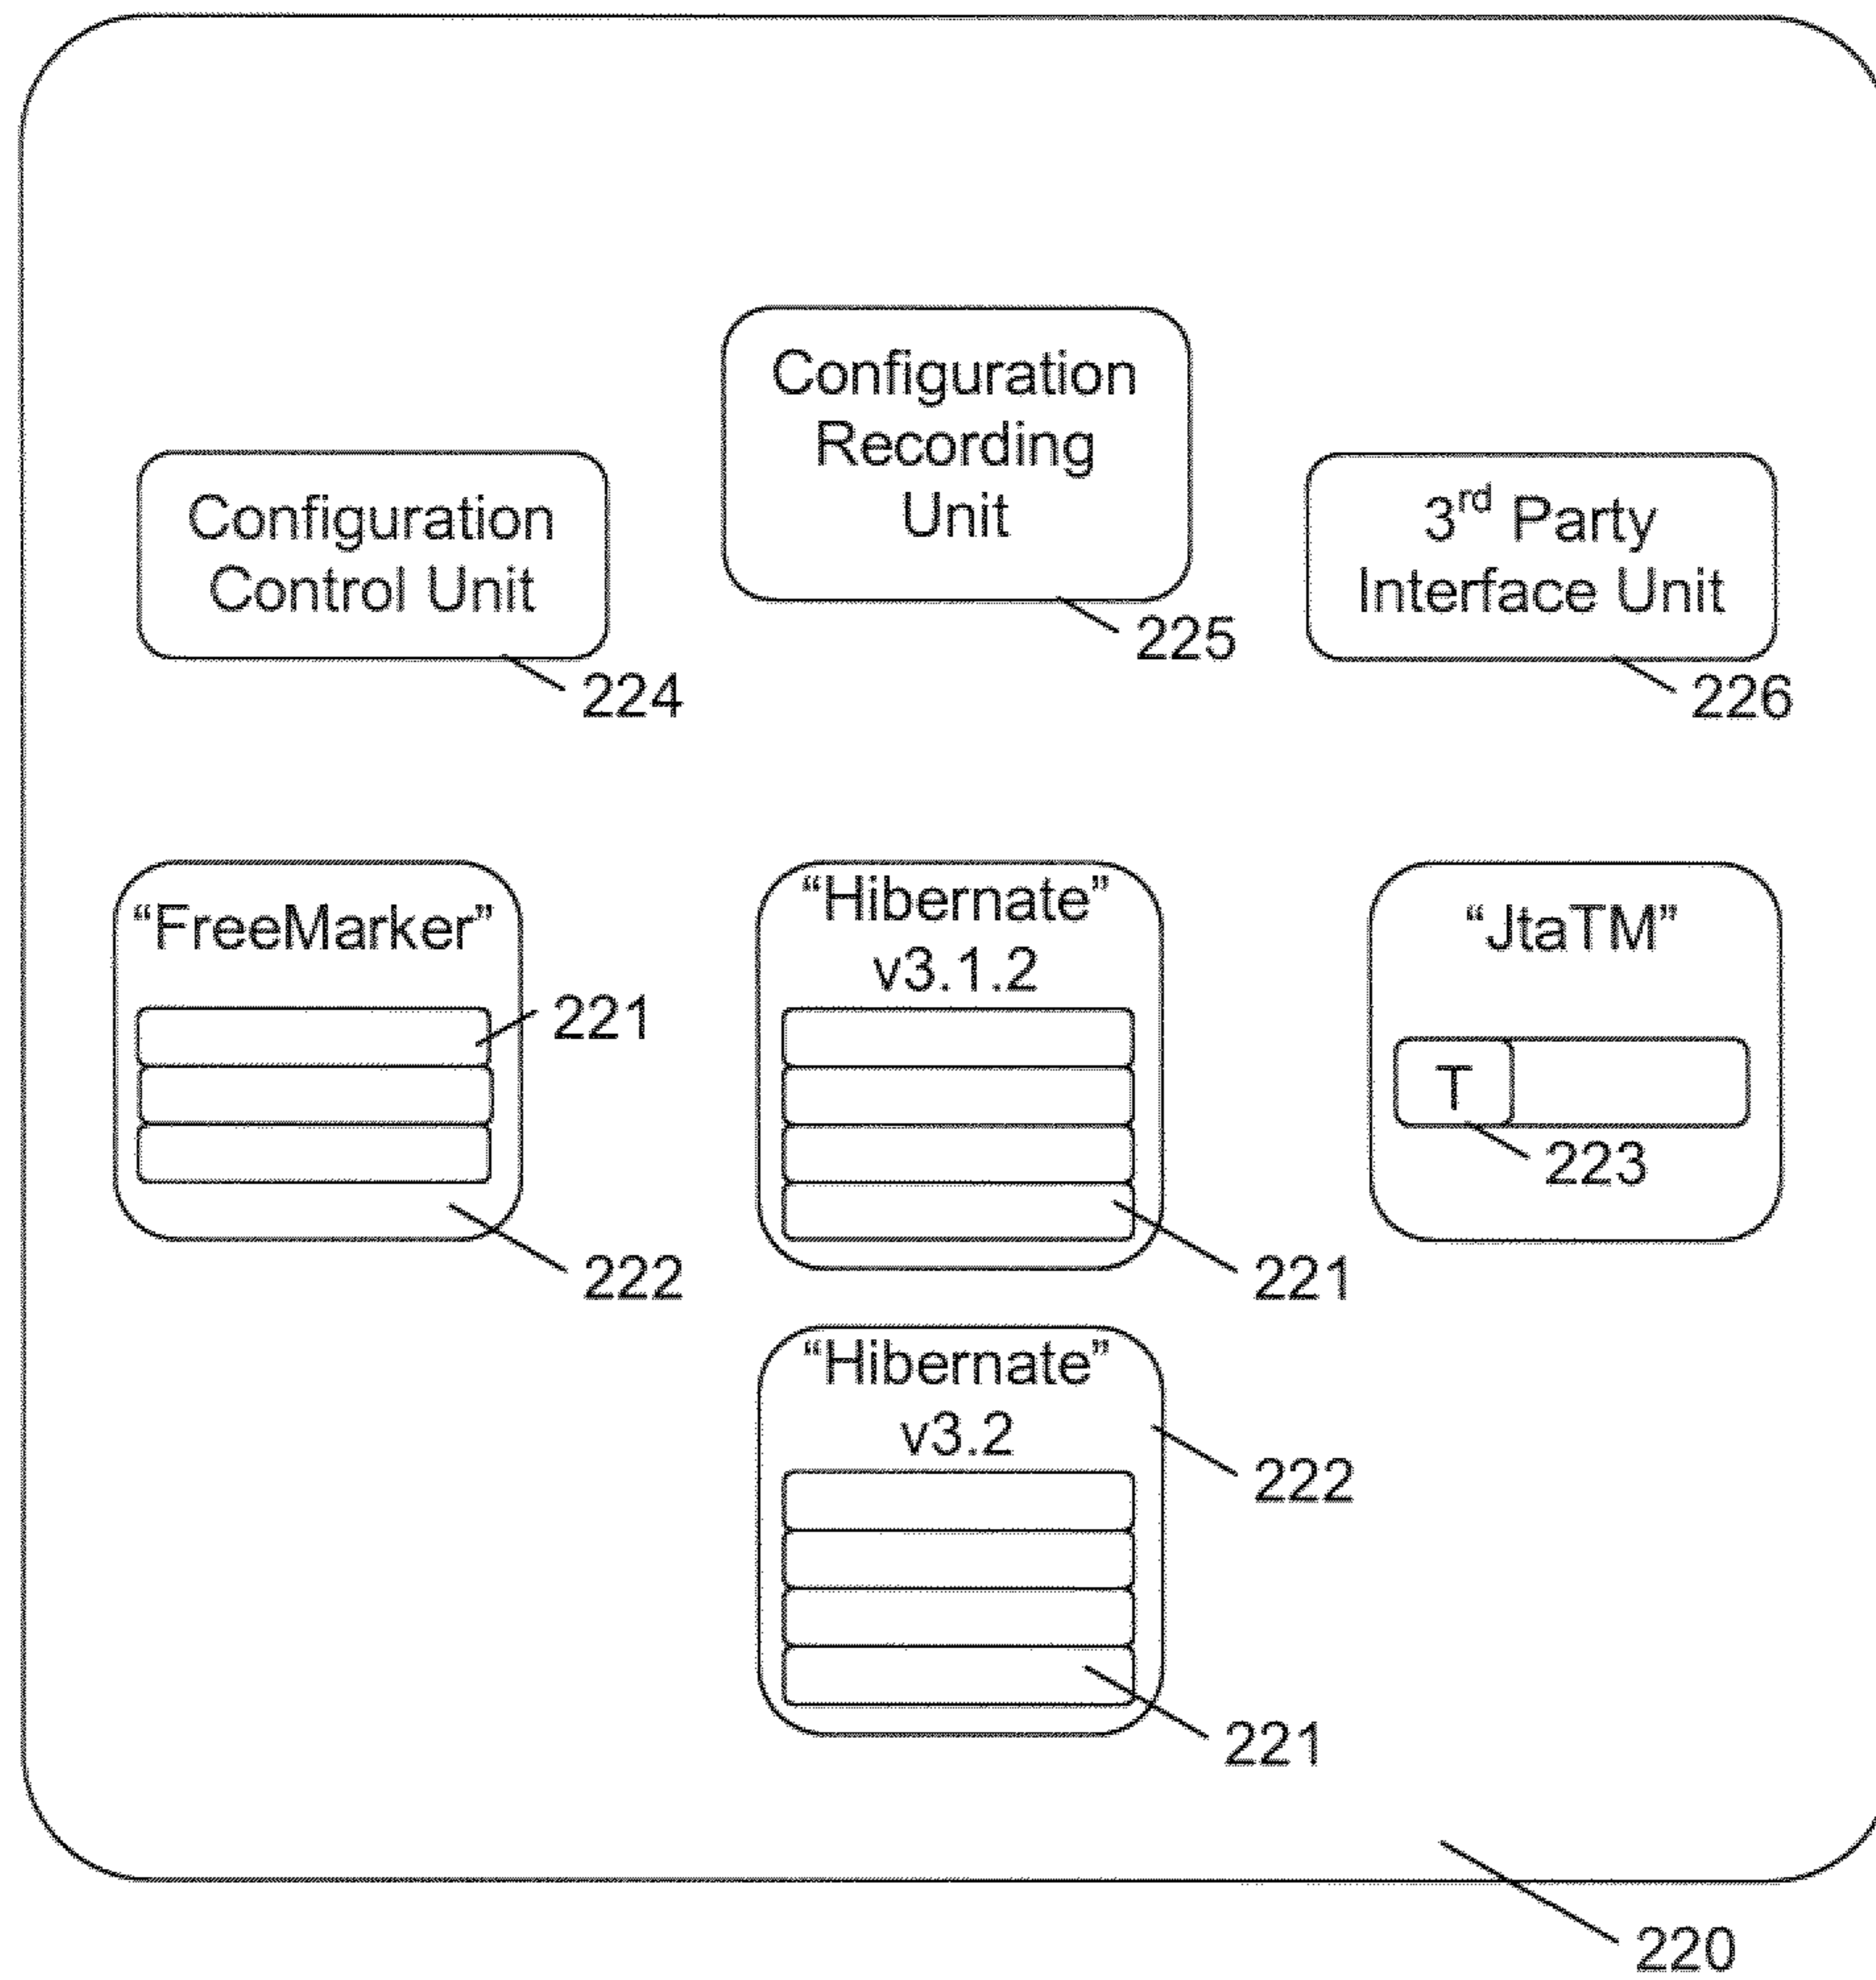 Configuration
Recording
Unit
225
Configuration
Control Unit
224
3rd Party
Interface Unit
226
“FreeMarker”
221
222
“Hibernate”
v3.1.2
221
“JtaTM”
T
223
“Hibernate”
v3.2
222
221
220